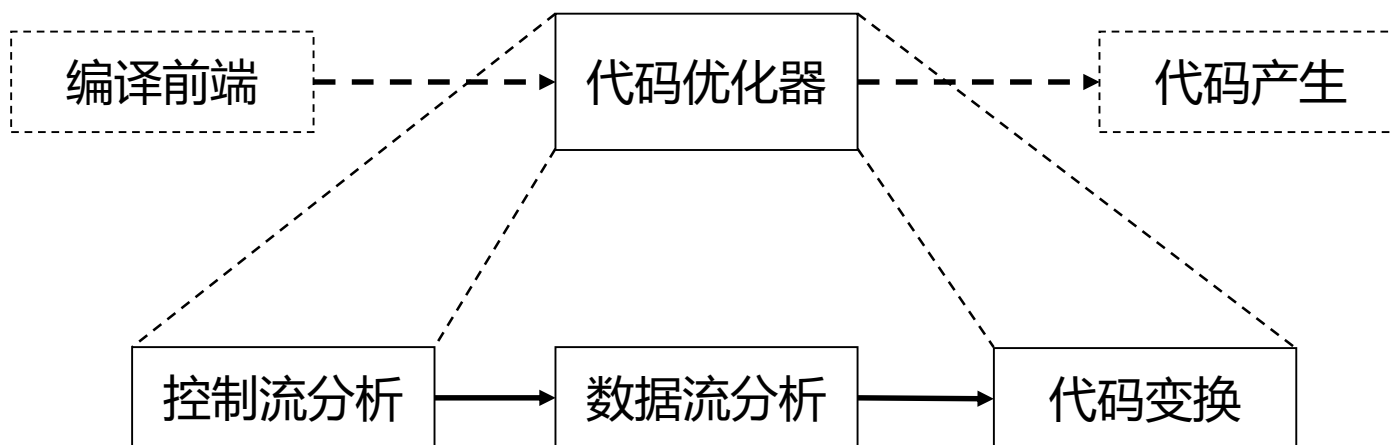 编译前端
代码优化器
代码产生
控制流分析
数据流分析
代码变换